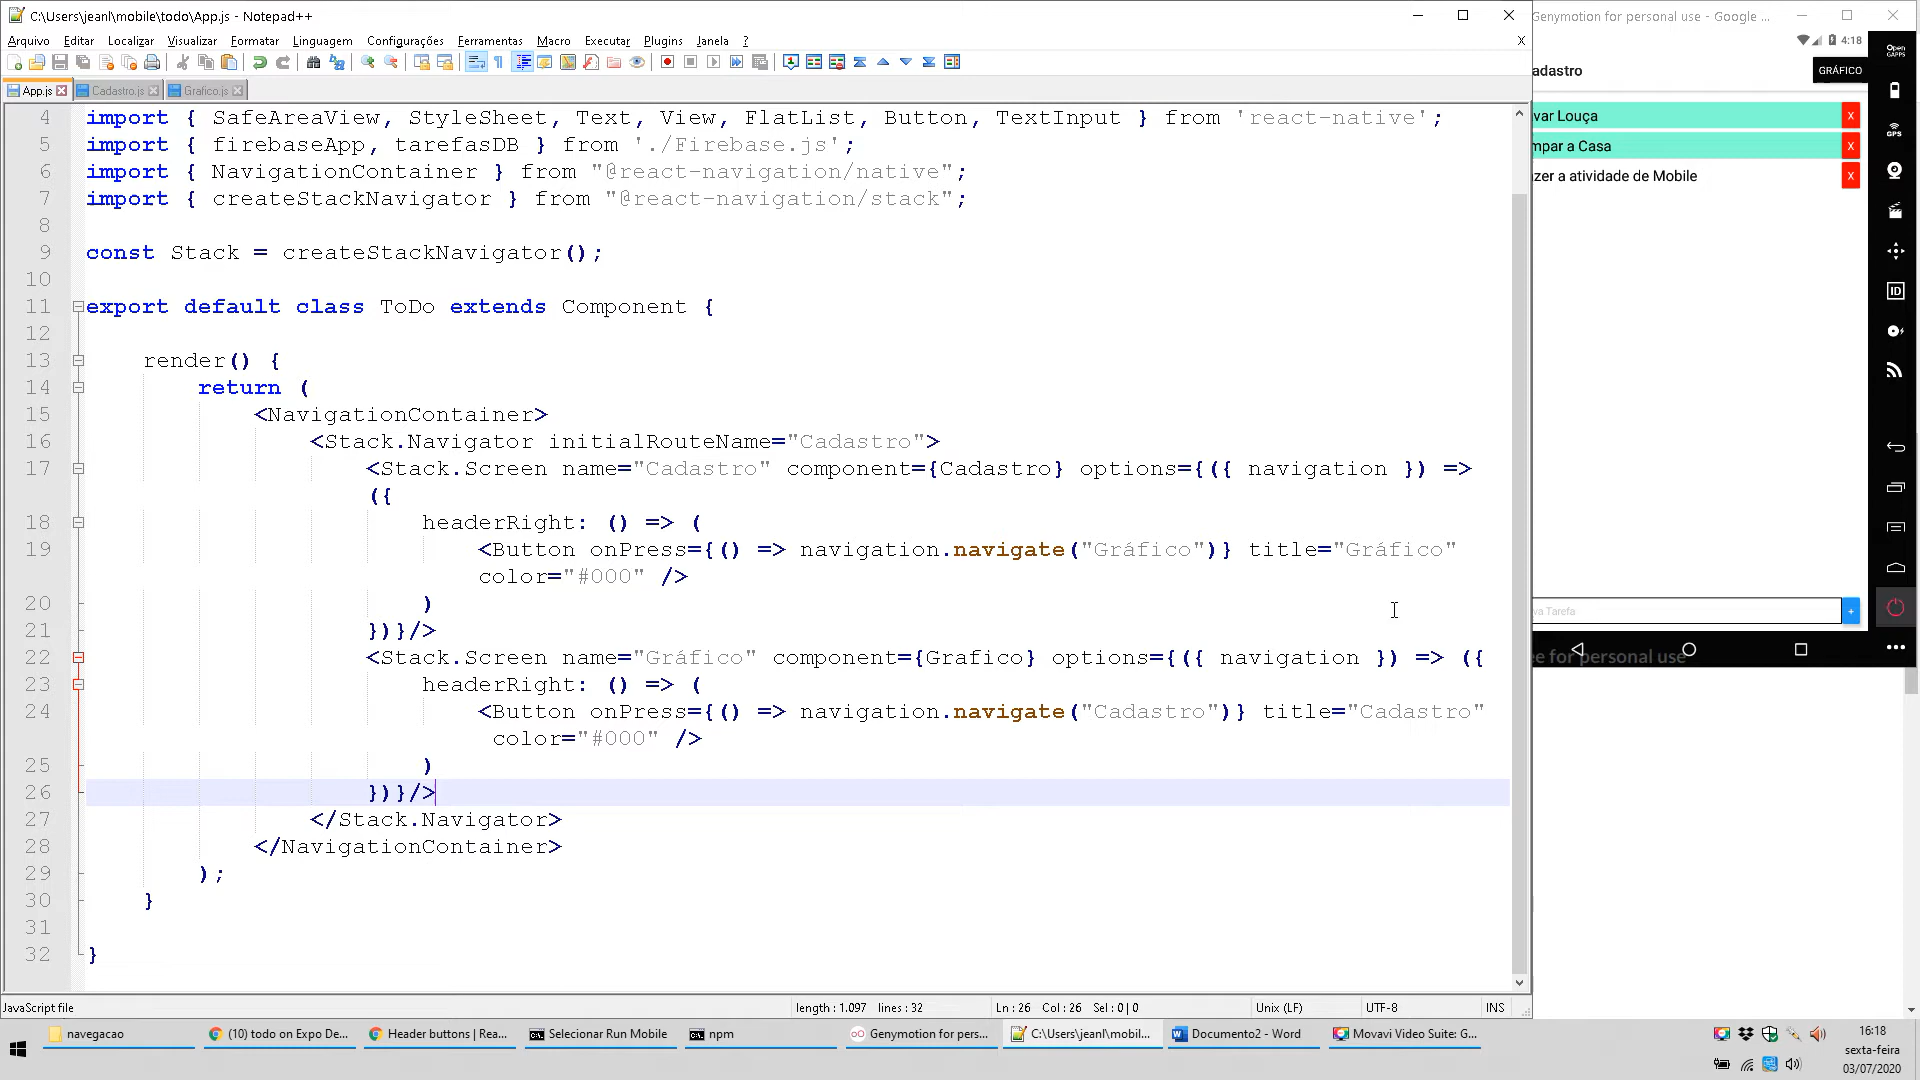 C:\Users\jeanl\mobile\todo\App.js - Notepad++
Arquivo Editar Localizar Visualizar Formatar Linguagem Configurações Ferramentas Macro Executar Plugins Janela ? X
App.js Cadastro.js Grafico.js
4 import { SafeAreaView, StyleSheet, Text, View, FlatList, Button, TextInput } from 'react-native';
5 import { firebaseApp, tarefasDB } from './Firebase.js';
6 import { NavigationContainer } from "@react-navigation/native";
7 import { createStackNavigator } from "@react-navigation/stack";
8
9 const Stack = createStackNavigator();
10
11 export default class ToDo extends Component {
12
13 render() {
14 return (
15 <NavigationContainer>
16 <Stack.Navigator initialRouteName="Cadastro">
17 <Stack.Screen name="Cadastro" component={Cadastro} options={({ navigation }) =>
({
18 headerRight: () => (
19 <Button onPress={() => navigation.navigate("Gráfico")} title="Gráfico"
color="#000" />
20 )
21 })}/>
22 <Stack.Screen name="Gráfico" component={Grafico} options={({ navigation }) => ({
23 headerRight: () => (
24 <Button onPress={() => navigation.navigate("Cadastro")} title="Cadastro"
color="#000" />
25 )
26 })}/>
27 </Stack.Navigator>
28 </NavigationContainer>
29 );
30 }
31
32 }
JavaScript file length : 1.097 lines : 32 Ln : 26 Col : 26 Sel : 0 | 0 Unix (LF) UTF-8 INS
Genymotion for personal use - Google ...
4:18
adastro GRÁFICO
var Louça X
mpar a Casa X
zer a atividade de Mobile X
va Tarefa +
ee for personal use
Open GAPPS
GPS
ID
navegacao (10) todo on Expo De... Header buttons | Rea... Selecionar Run Mobile npm Genymotion for pers... C:\Users\jeanl\mobil... Documento2 - Word Movavi Video Suite: G...
16:18
sexta-feira
03/07/2020